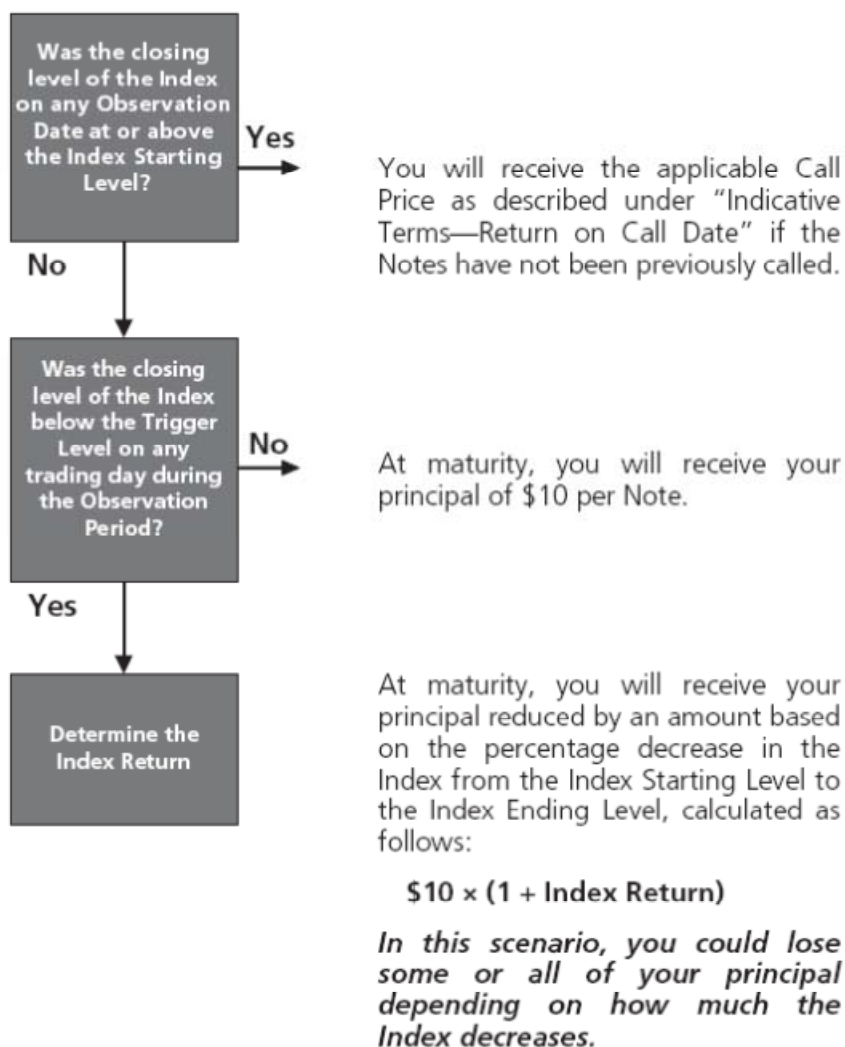 Was the closing
level of the Index
on any Observation
Date at or above
the Index Starting
Level?
Yes
You will receive the applicable Call
Price as described under “Indicative
Terms—Return on Call Date” if the
Notes have not been previously called.
No
Was the closing
level of the Index
below the Trigger
Level on any
trading day during
the Observation
Period?
No
At maturity, you will receive your
principal of $10 per Note.
Yes
Determine the
Index Return
At maturity, you will receive your
principal reduced by an amount based
on the percentage decrease in the
Index from the Index Starting Level to
the Index Ending Level, calculated as
follows:
$10 × (1 + Index Return)
In this scenario, you could lose
some or all of your principal
depending on how much the
Index decreases.